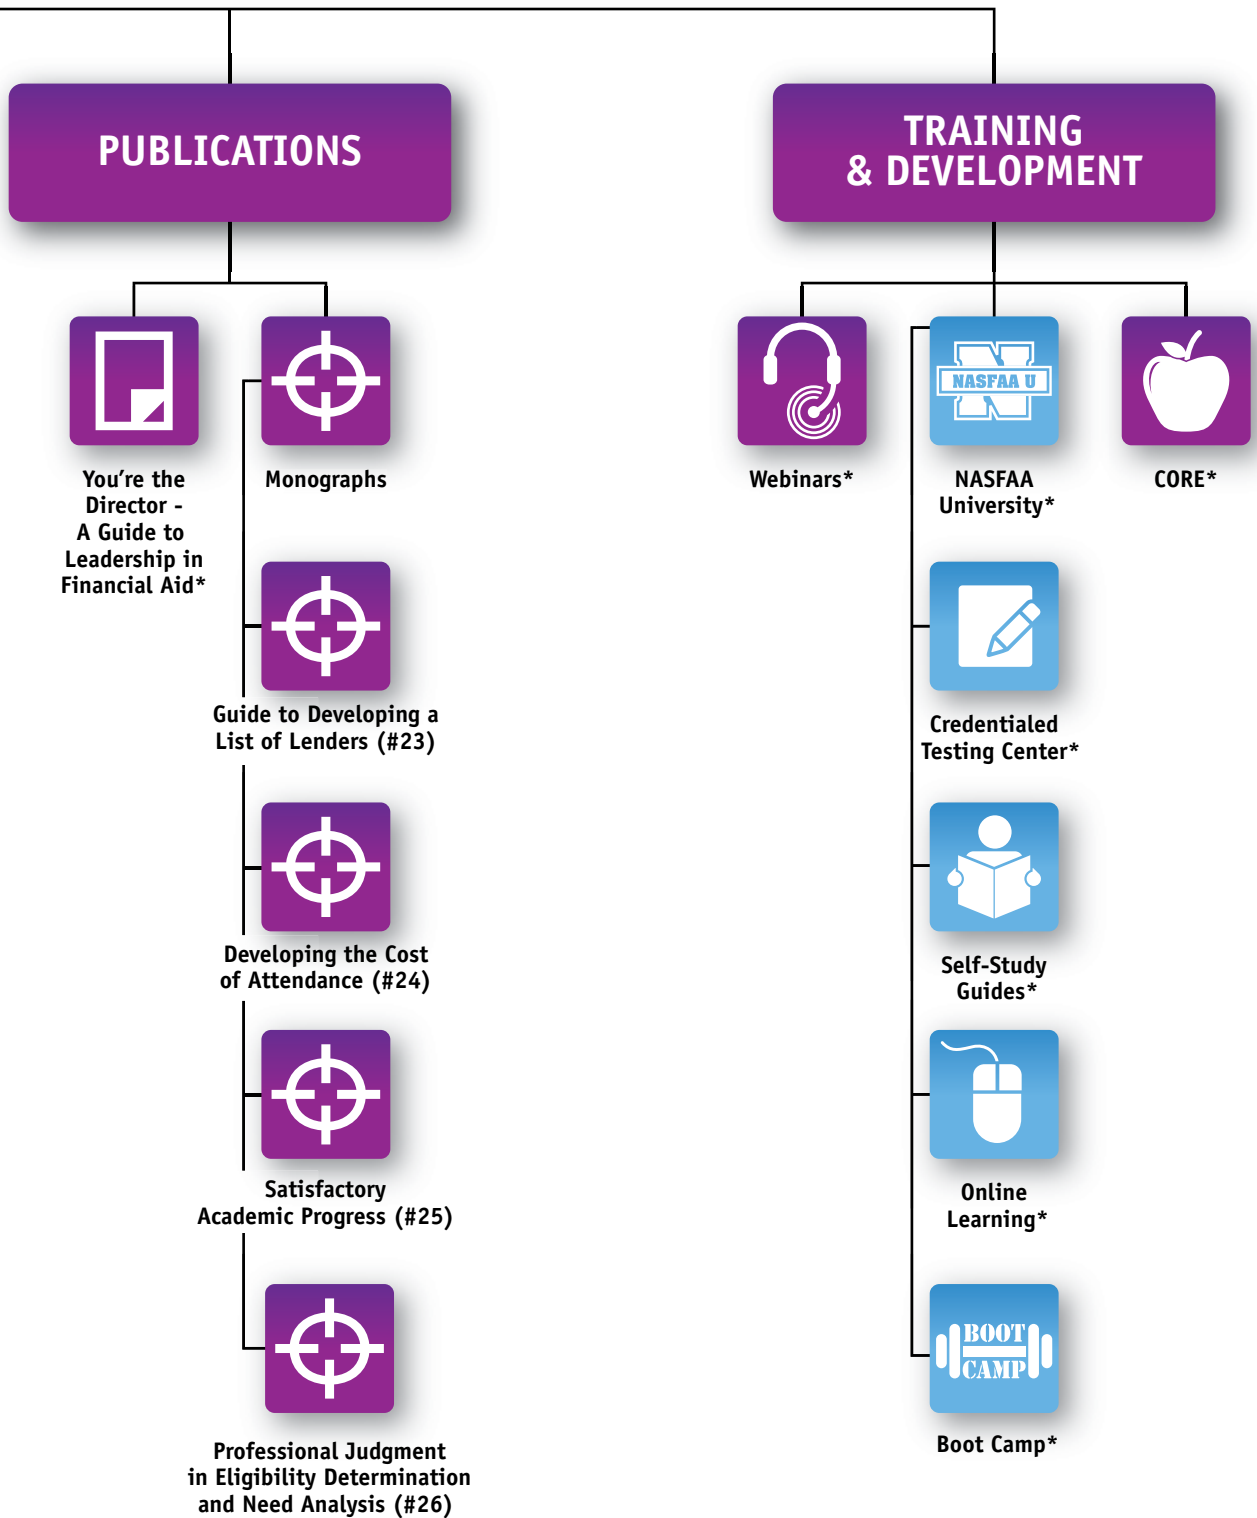 PUBLICATIONS
You're the
Director -
A Guide to
Leadership in
Financial Aid*
Monographs
Guide to Developing a
List of Lenders (#23)
Developing the Cost
of Attendance (#24)
Satisfactory
Academic Progress (#25)
Professional Judgment
in Eligibility Determination
and Need Analysis (#26)
TRAINING
& DEVELOPMENT
Webinars*
NASFAA U
NASFAA
University*
CORE*
Credentialed
Testing Center*
Self-Study
Guides*
Online
Learning*
BOOT
CAMP
Boot Camp*